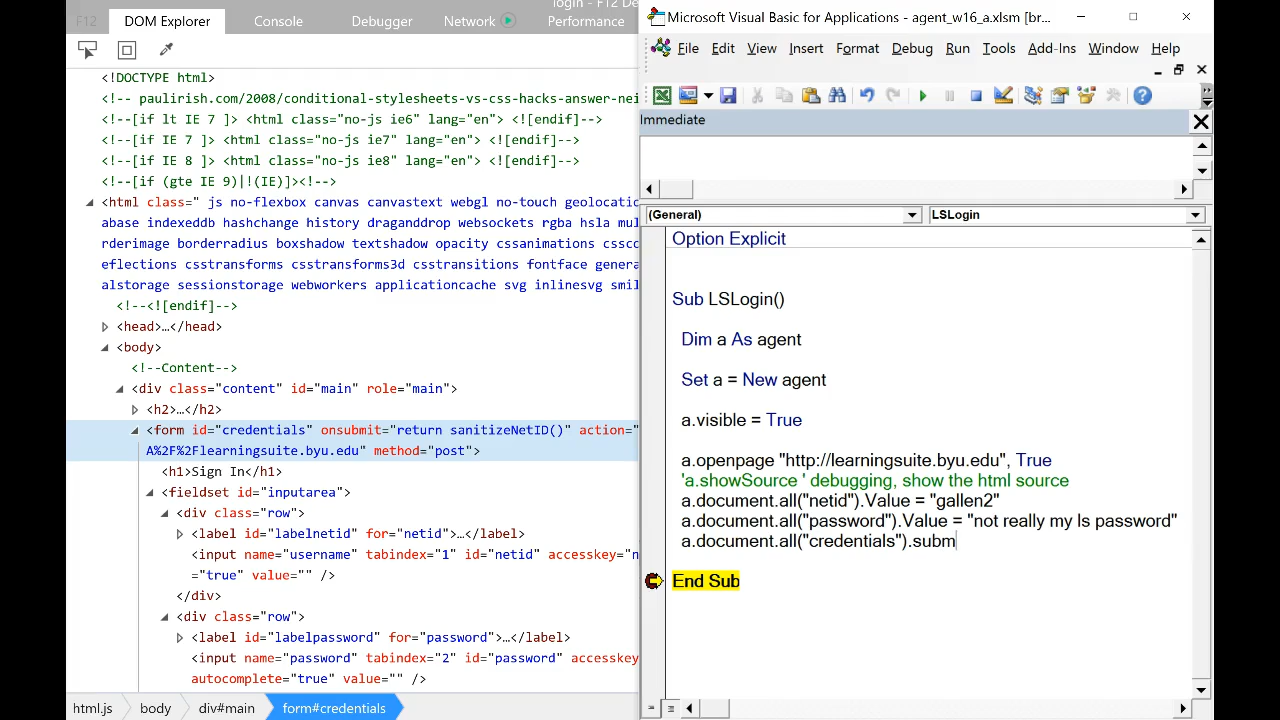 login - F12 De
F12 DOM Explorer Console Debugger Network Performance
<!DOCTYPE html>
<!-- paulirish.com/2008/conditional-stylesheets-vs-css-hacks-answer-nei
<!--[if lt IE 7 ]> <html class="no-js ie6" lang="en"> <![endif]-->
<!--[if IE 7 ]> <html class="no-js ie7" lang="en"> <![endif]-->
<!--[if IE 8 ]> <html class="no-js ie8" lang="en"> <![endif]-->
<!--[if (gte IE 9)|!(IE)]><!-->
<html class=" js no-flexbox canvas canvastext webgl no-touch geolocatio
abase indexeddb hashchange history draganddrop websockets rgba hsla mul
rderimage borderradius boxshadow textshadow opacity cssanimations cssco
eflections csstransforms csstransforms3d csstransitions fontface genera
alstorage sessionstorage webworkers applicationcache svg inlinesvg smil
<!--<![endif]-->
<head>…</head>
<body>
<!--Content-->
<div class="content" id="main" role="main">
<h2>…</h2>
<form id="credentials" onsubmit="return sanitizeNetID()" action="
A%2F%2Flearningsuite.byu.edu" method="post">
<h1>Sign In</h1>
<fieldset id="inputarea">
<div class="row">
<label id="labelnetid" for="netid">…</label>
<input name="username" tabindex="1" id="netid" accesskey="n
="true" value="" />
</div>
<div class="row">
<label id="labelpassword" for="password">…</label>
<input name="password" tabindex="2" id="password" accesskey
autocomplete="true" value="" />
html.js body div#main form#credentials
Microsoft Visual Basic for Applications - agent_w16_a.xlsm [br...
File Edit View Insert Format Debug Run Tools Add-Ins Window Help
Immediate
(General) LSLogin
Option Explicit
Sub LSLogin()
Dim a As agent
Set a = New agent
a.visible = True
a.openpage "http://learningsuite.byu.edu", True
'a.showSource ' debugging, show the html source
a.document.all("netid").Value = "gallen2"
a.document.all("password").Value = "not really my ls password"
a.document.all("credentials").subm
End Sub